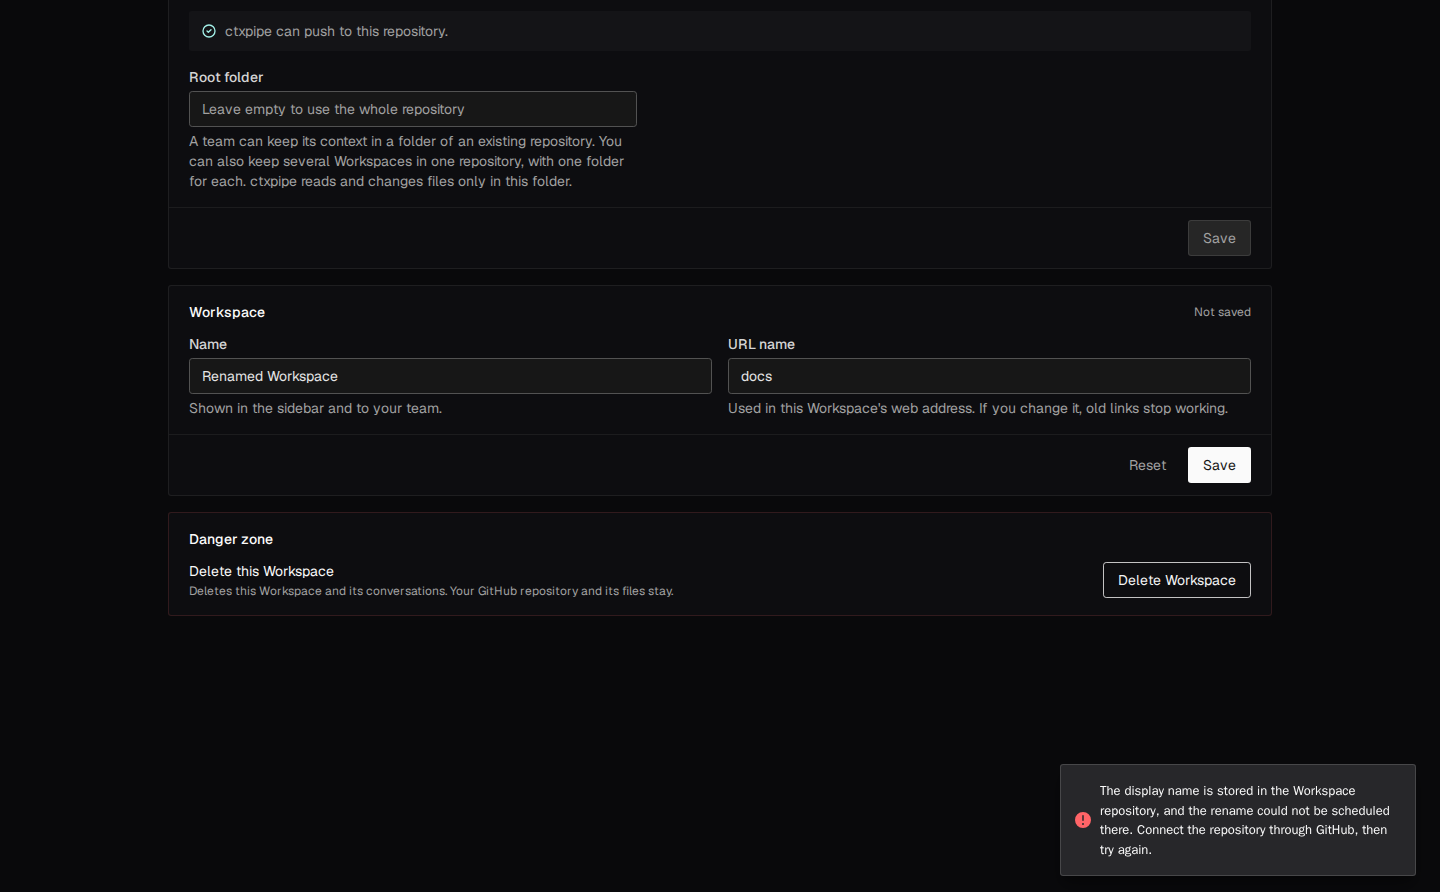 ctxpipe can push to this repository.
Root folder
Leave empty to use the whole repository
A team can keep its context in a folder of an existing repository. You
can also keep several Workspaces in one repository, with one folder
for each. ctxpipe reads and changes files only in this folder.
Save
Workspace
Not saved
Name
URL name
Renamed Workspace
docs
Shown in the sidebar and to your team.
Used in this Workspace's web address. If you change it, old links stop working.
Reset
Save
Danger zone
Delete this Workspace
Deletes this Workspace and its conversations. Your GitHub repository and its files stay.
Delete Workspace
The display name is stored in the Workspace
repository, and the rename could not be scheduled
there. Connect the repository through GitHub, then
try again.